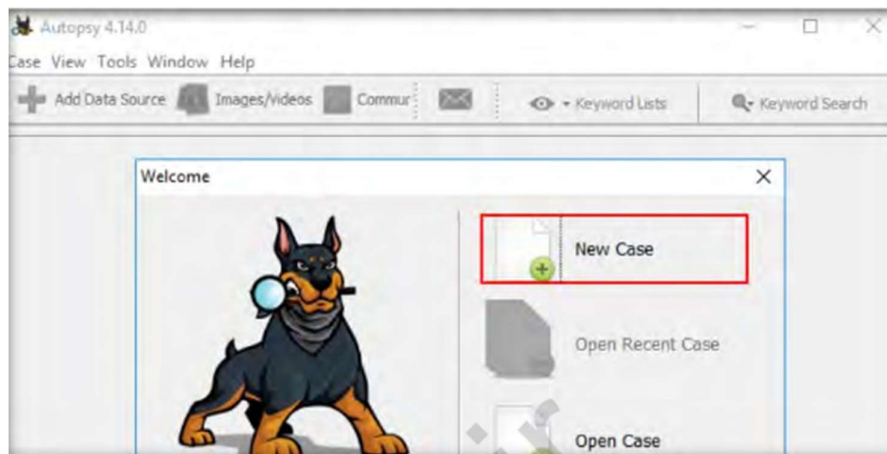 Autopsy 4.14.0
Case View Tools Window Help
Add Data Source Images/Videos Commur Keyword Lists Keyword Search
Welcome
New Case
Open Recent Case
Open Case